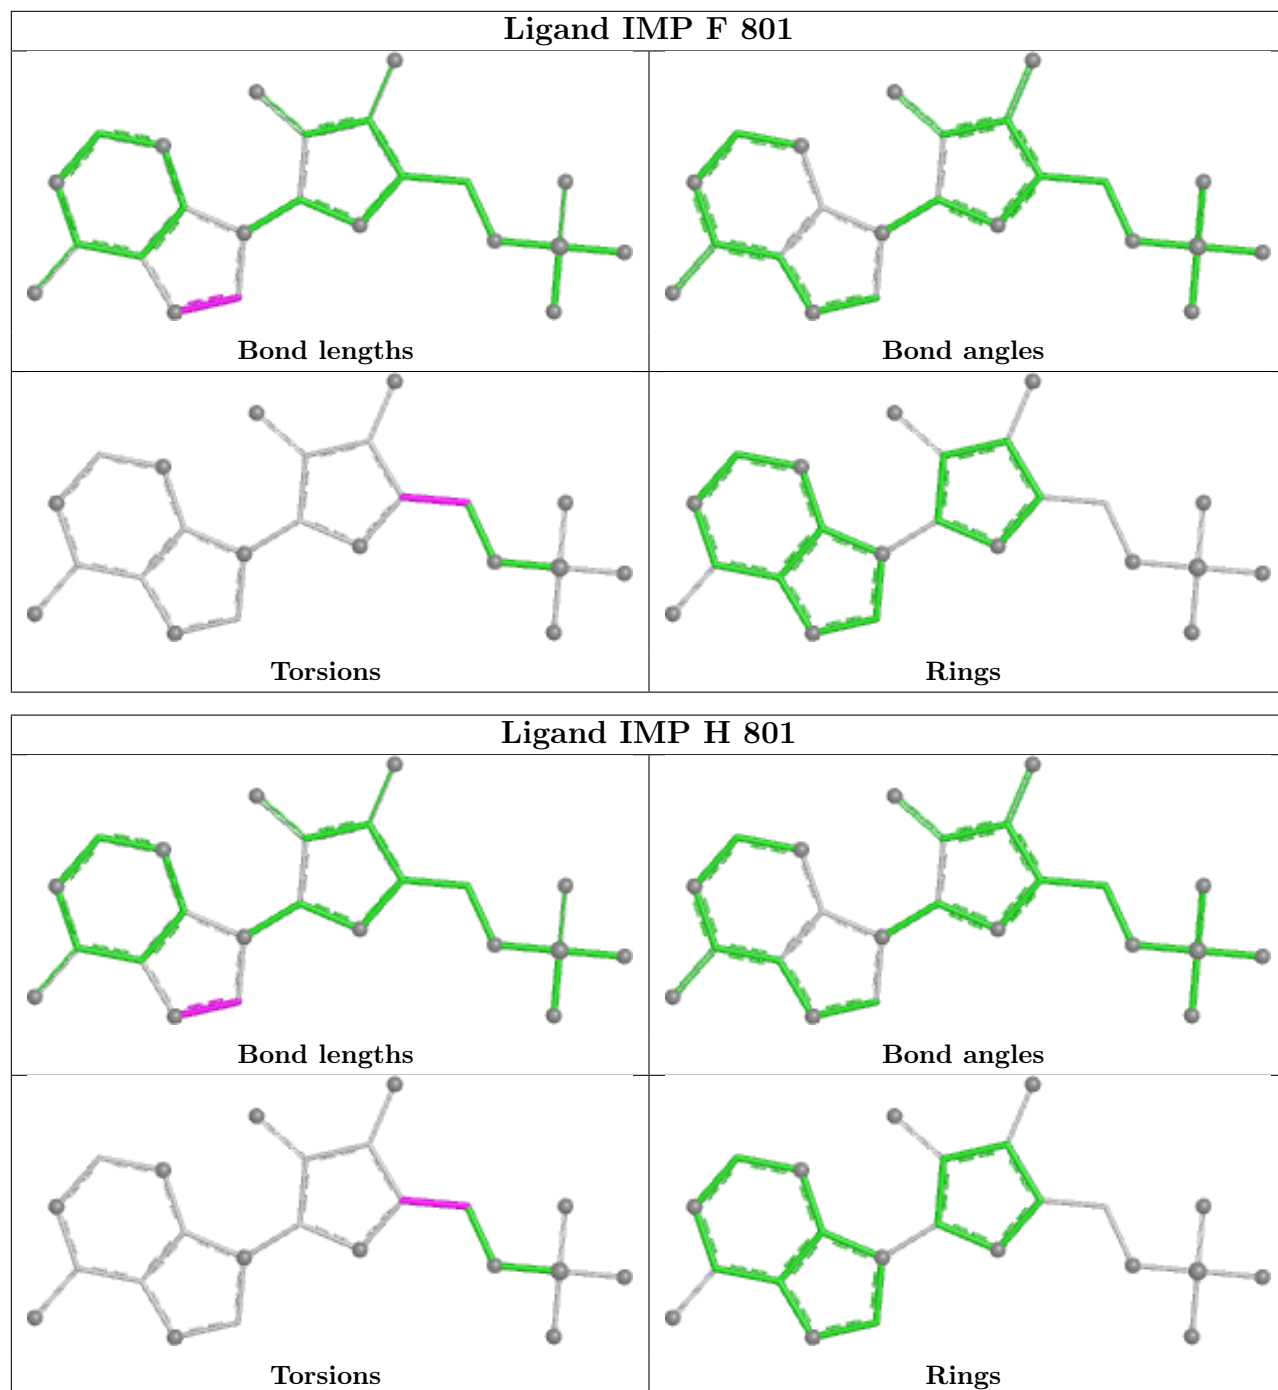 Ligand IMP F 801
Bond lengths
Bond angles
Torsions
Rings
Ligand IMP H 801
Bond lengths
Bond angles
Torsions
Rings